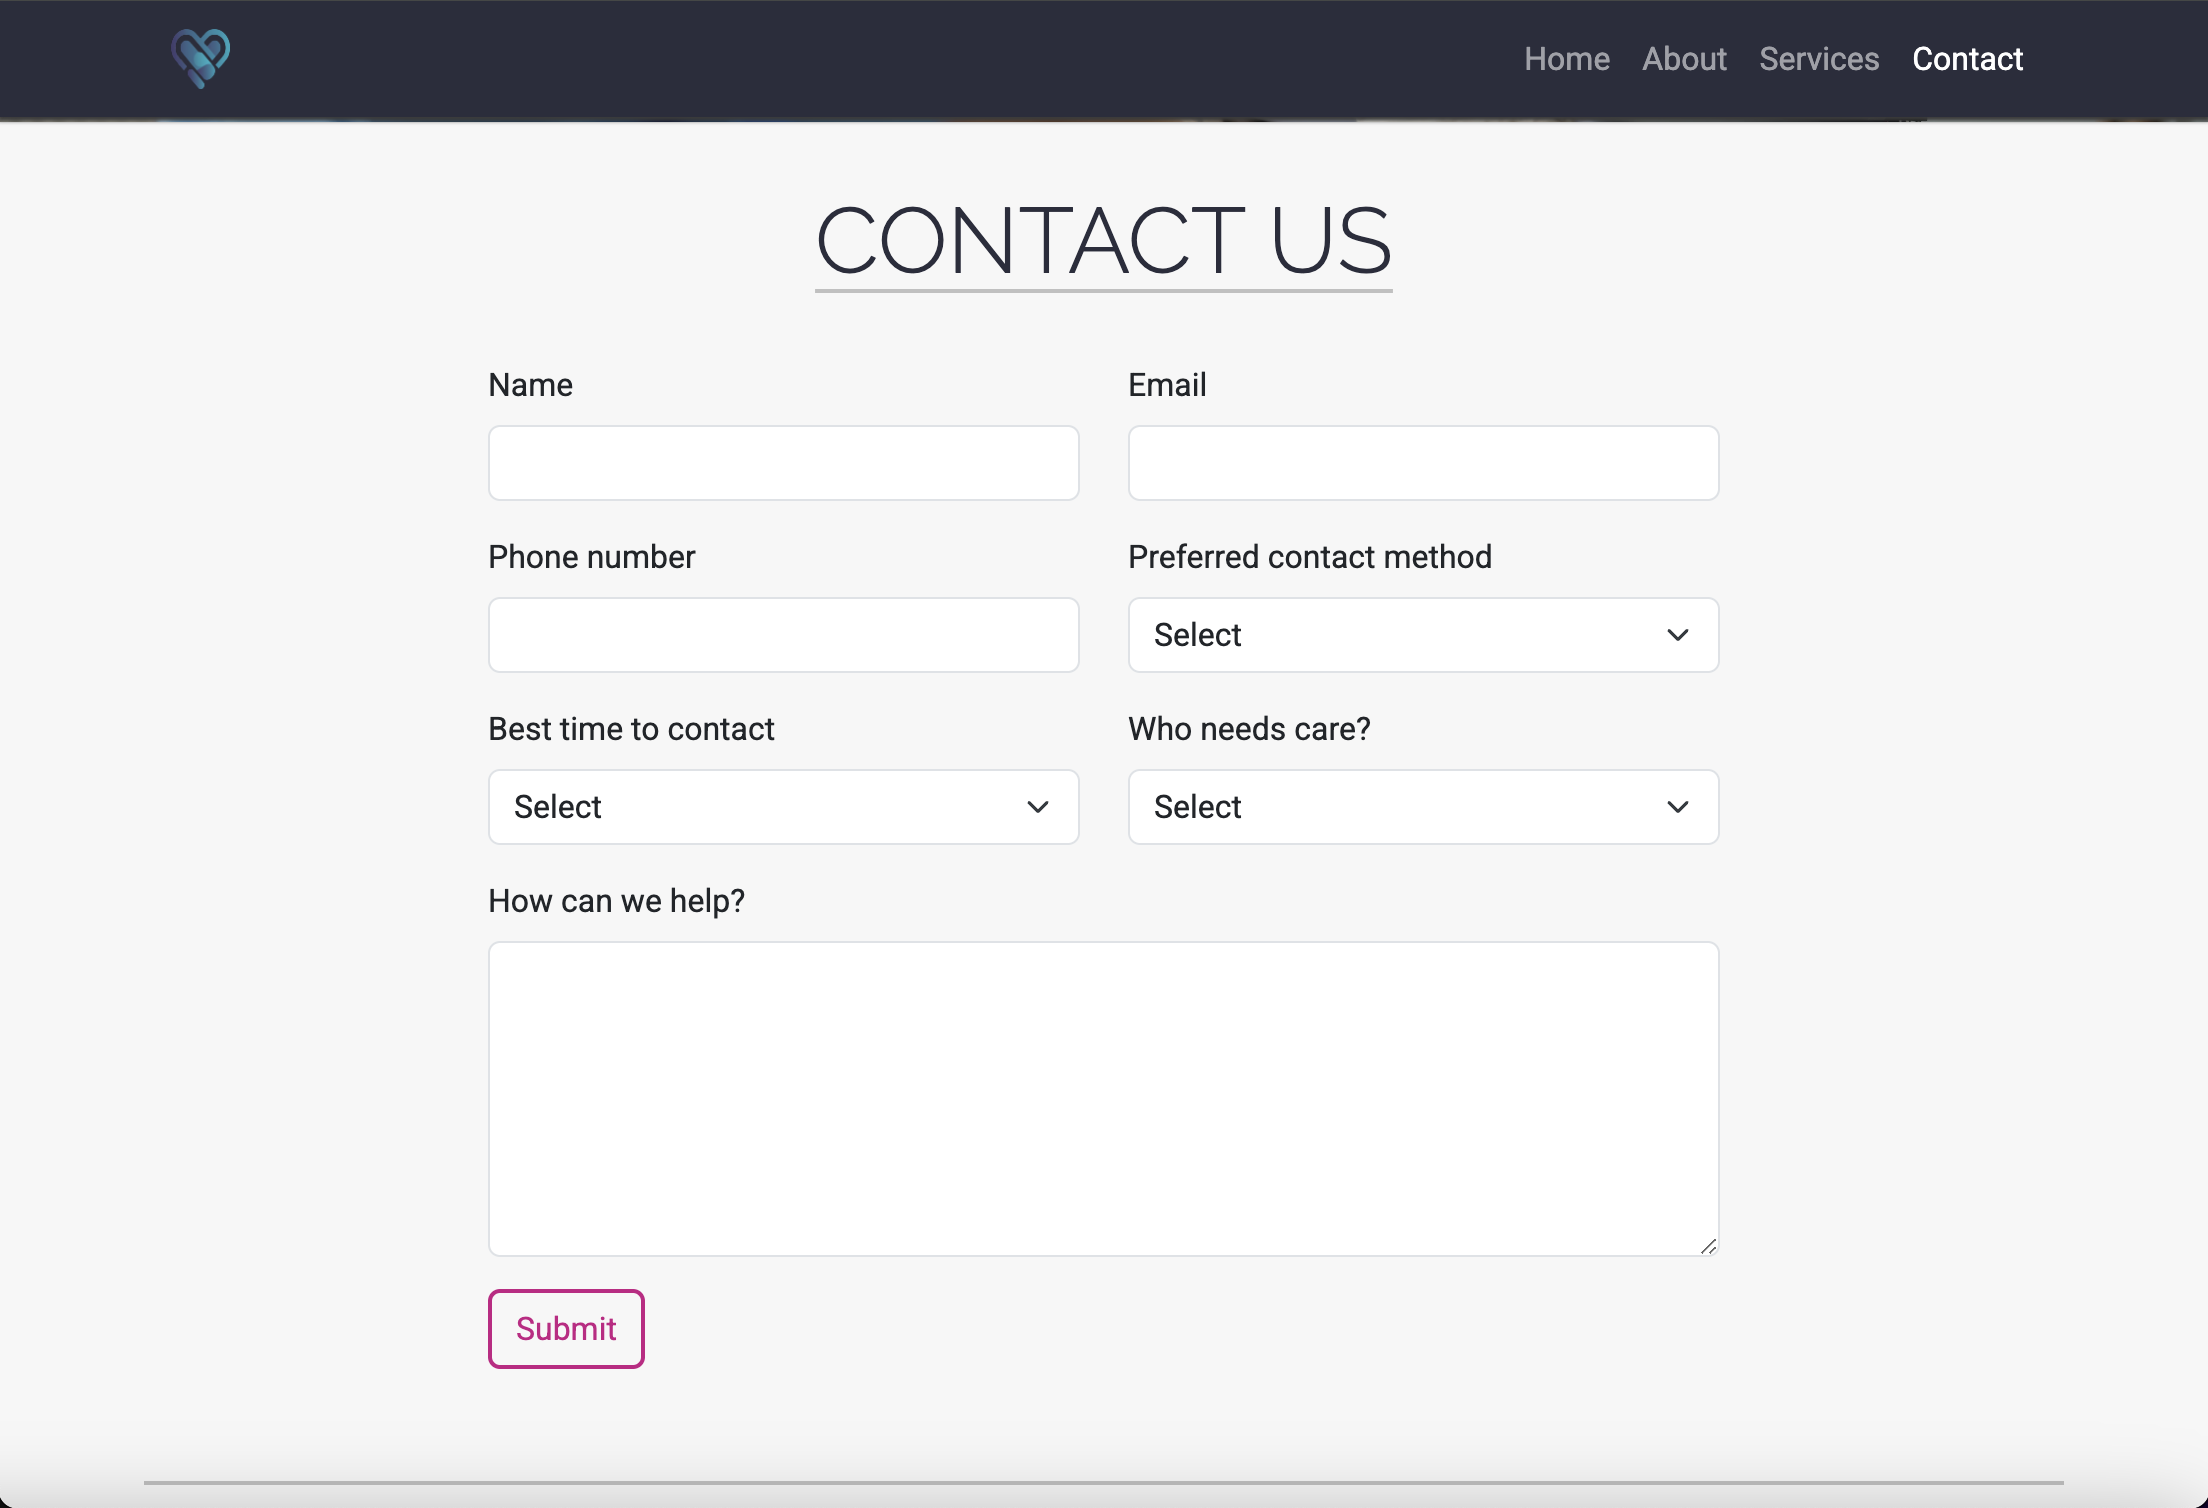 Home About Services Contact
CONTACT US
Name Email
Phone number Preferred contact method
Select
Best time to contact Who needs care?
Select Select
How can we help?
Submit